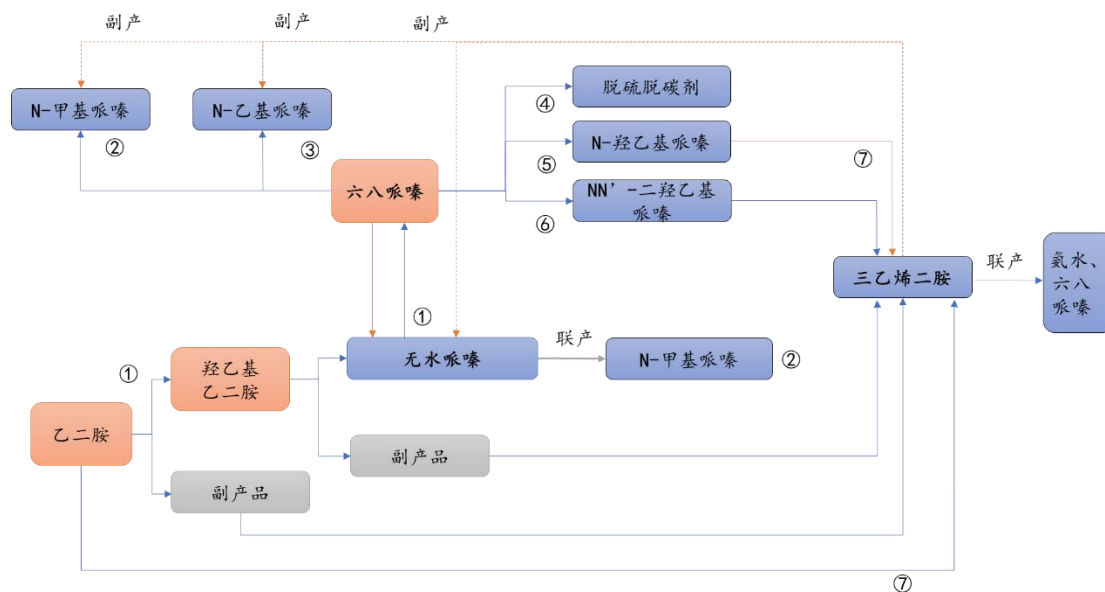 副产
副产
副产
N-甲基哌嗪
②
N-乙基哌嗪
③
脱硫脱碳剂
④
N-羟乙基哌嗪
⑤
⑦
六八哌嗪
NN’-二羟乙基
哌嗪
⑥
三乙烯二胺
联产
氨水、
六八
哌嗪
①
无水哌嗪
联产
N-甲基哌嗪
②
①
羟乙基
乙二胺
乙二胺
副产品
副产品
⑦